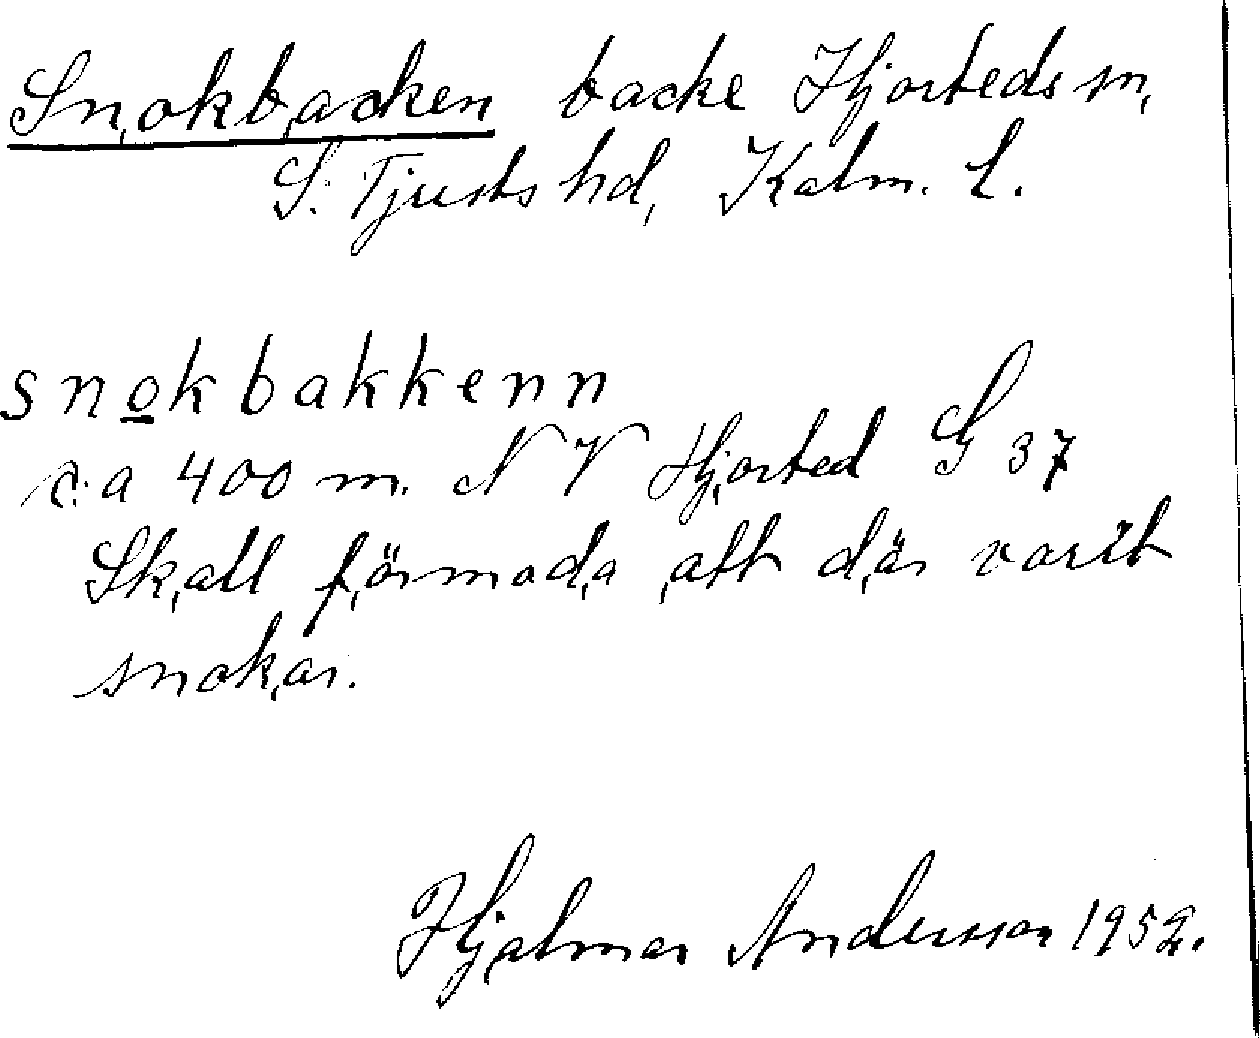 Snokbacken backe Hjorteds sn,
S. Tjusts hd, Kalm. L.
snokbakkenn
c:a 400 m. NV Hjorted G 37
Skall förmoda att där varit
snokar.
Hjalmar Andersson 1952.